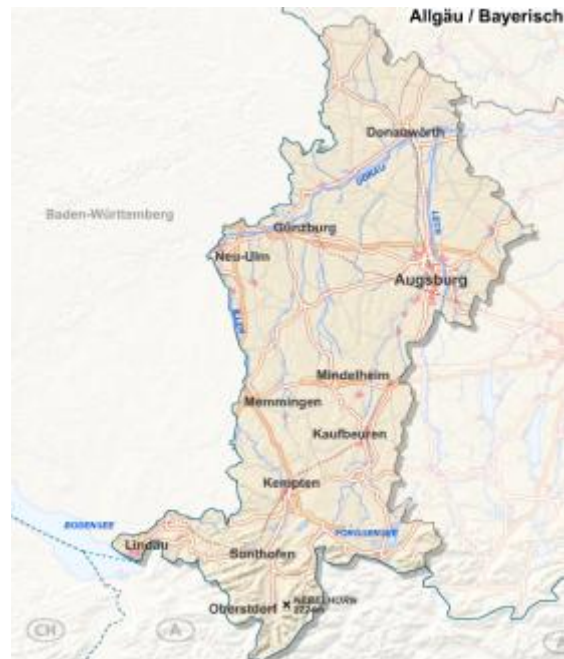 Allgäu / Bayerisch
Donauwörth
DONAU
LECH
Baden-Württemberg
Günzburg
Neu-Ulm
Augsburg
ILLER
Mindelheim
Memmingen
Kaufbeuren
Kempten
BODENSEE
FORGGENSEE
Lindau
Sonthofen
NEBELHORN
Oberstdorf
2224m
CH
A